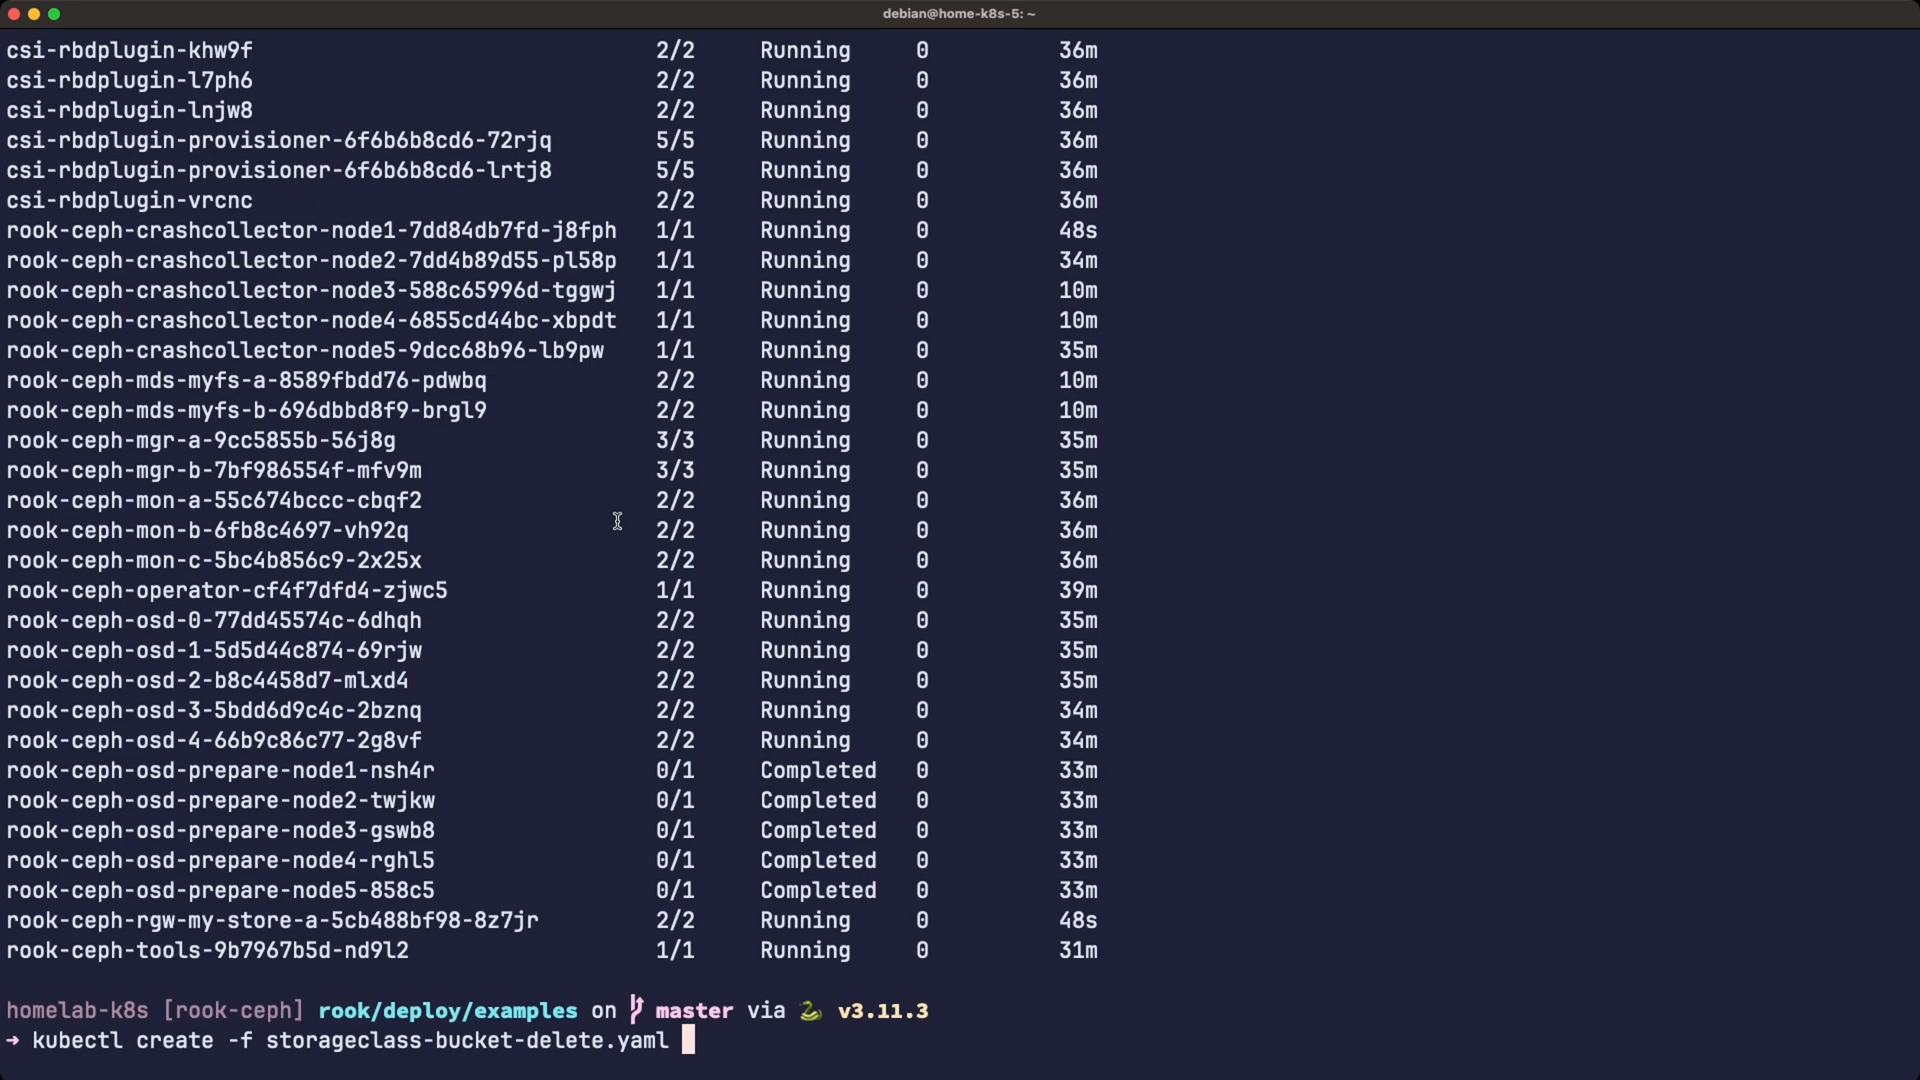 debian@home-k8s-5: ~
csi-rbdplugin-khw9f 2/2 Running 0 36m
csi-rbdplugin-l7ph6 2/2 Running 0 36m
csi-rbdplugin-lnjw8 2/2 Running 0 36m
csi-rbdplugin-provisioner-6f6b6b8cd6-72rjq 5/5 Running 0 36m
csi-rbdplugin-provisioner-6f6b6b8cd6-lrtj8 5/5 Running 0 36m
csi-rbdplugin-vrcnc 2/2 Running 0 36m
rook-ceph-crashcollector-node1-7dd84db7fd-j8fph 1/1 Running 0 48s
rook-ceph-crashcollector-node2-7dd4b89d55-pl58p 1/1 Running 0 34m
rook-ceph-crashcollector-node3-588c65996d-tggwj 1/1 Running 0 10m
rook-ceph-crashcollector-node4-6855cd44bc-xbpdt 1/1 Running 0 10m
rook-ceph-crashcollector-node5-9dcc68b96-lb9pw 1/1 Running 0 35m
rook-ceph-mds-myfs-a-8589fbdd76-pdwbq 2/2 Running 0 10m
rook-ceph-mds-myfs-b-696dbbd8f9-brgl9 2/2 Running 0 10m
rook-ceph-mgr-a-9cc5855b-56j8g 3/3 Running 0 35m
rook-ceph-mgr-b-7bf986554f-mfv9m 3/3 Running 0 35m
rook-ceph-mon-a-55c674bccc-cbqf2 2/2 Running 0 36m
rook-ceph-mon-b-6fb8c4697-vh92q 2/2 Running 0 36m
rook-ceph-mon-c-5bc4b856c9-2x25x 2/2 Running 0 36m
rook-ceph-operator-cf4f7dfd4-zjwc5 1/1 Running 0 39m
rook-ceph-osd-0-77dd45574c-6dhqh 2/2 Running 0 35m
rook-ceph-osd-1-5d5d44c874-69rjw 2/2 Running 0 35m
rook-ceph-osd-2-b8c4458d7-mlxd4 2/2 Running 0 35m
rook-ceph-osd-3-5bdd6d9c4c-2bznq 2/2 Running 0 34m
rook-ceph-osd-4-66b9c86c77-2g8vf 2/2 Running 0 34m
rook-ceph-osd-prepare-node1-nsh4r 0/1 Completed 0 33m
rook-ceph-osd-prepare-node2-twjkw 0/1 Completed 0 33m
rook-ceph-osd-prepare-node3-gswb8 0/1 Completed 0 33m
rook-ceph-osd-prepare-node4-rghl5 0/1 Completed 0 33m
rook-ceph-osd-prepare-node5-858c5 0/1 Completed 0 33m
rook-ceph-rgw-my-store-a-5cb488bf98-8z7jr 2/2 Running 0 48s
rook-ceph-tools-9b7967b5d-nd9l2 1/1 Running 0 31m
homelab-k8s [rook-ceph] rook/deploy/examples on master via 🐍 v3.11.3
➜ kubectl create -f storageclass-bucket-delete.yaml